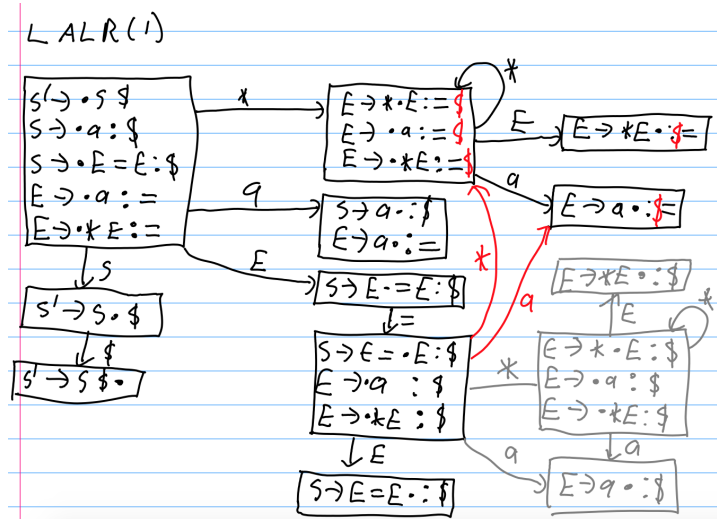 LALR(1)
S'→·S $
S→·a : $
S→·E=E:$
E→·a : =
E→·*E:=
*
a
E
S
S'→S·$
$
S'→S$·
E→*·E:=$
E→·a:=$
E→·*E:=$
*
E
E→*E·:$=
a
E→a·:$=
S→a·:$
E→a·:=
S→E·=E:$
=
*
a
S→E=·E:$
E→·a : $
E→·*E : $
E
S→E=E·:$
*
a
E→*E·:$
E
*
E→*·E:$
E→·a:$
E→·*E:$
a
E→a·:$